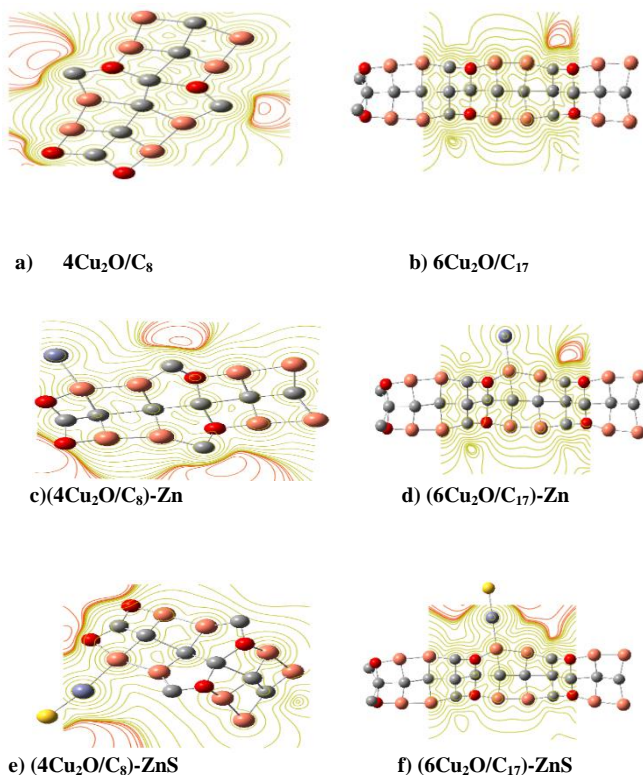 a) 4Cu₂O/C₈
b) 6Cu₂O/C₁₇
c)(4Cu₂O/C₈)-Zn
d) (6Cu₂O/C₁₇)-Zn
e) (4Cu₂O/C₈)-ZnS
f) (6Cu₂O/C₁₇)-ZnS